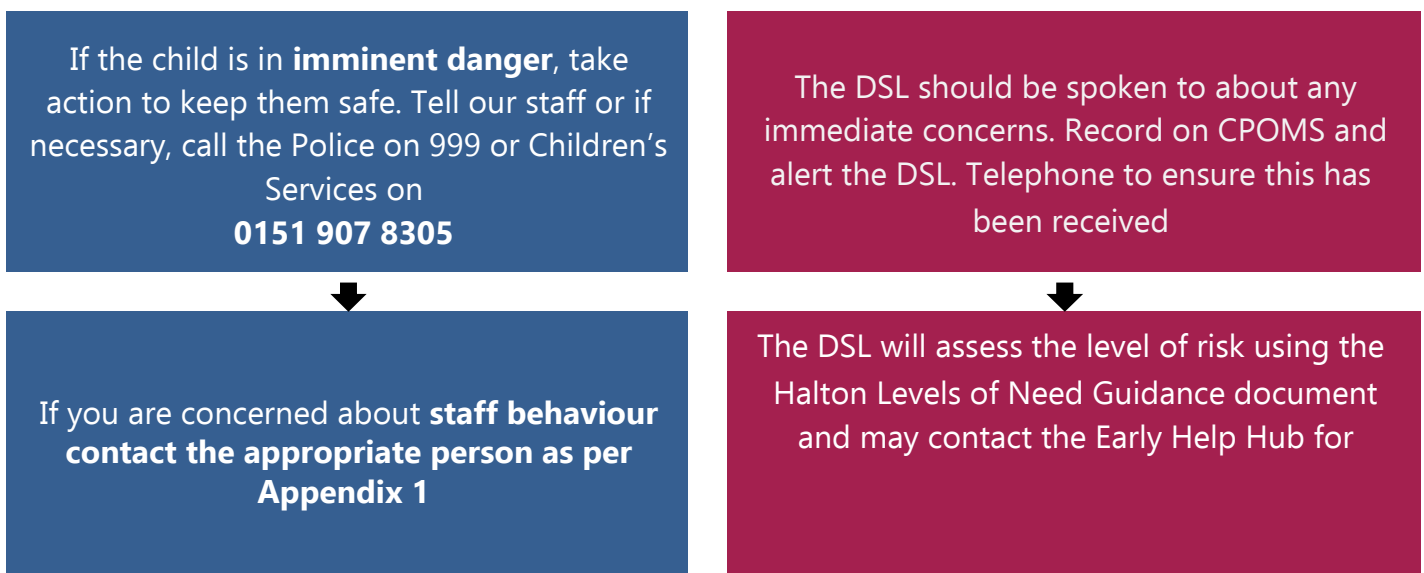 If the child is in imminent danger, take
action to keep them safe. Tell our staff or if
necessary, call the Police on 999 or Children's
Services on
0151 907 8305
If you are concerned about staff behaviour
contact the appropriate person as per
Appendix 1
The DSL should be spoken to about any
immediate concerns. Record on CPOMS and
alert the DSL. Telephone to ensure this has
been received
The DSL will assess the level of risk using the
Halton Levels of Need Guidance document
and may contact the Early Help Hub for